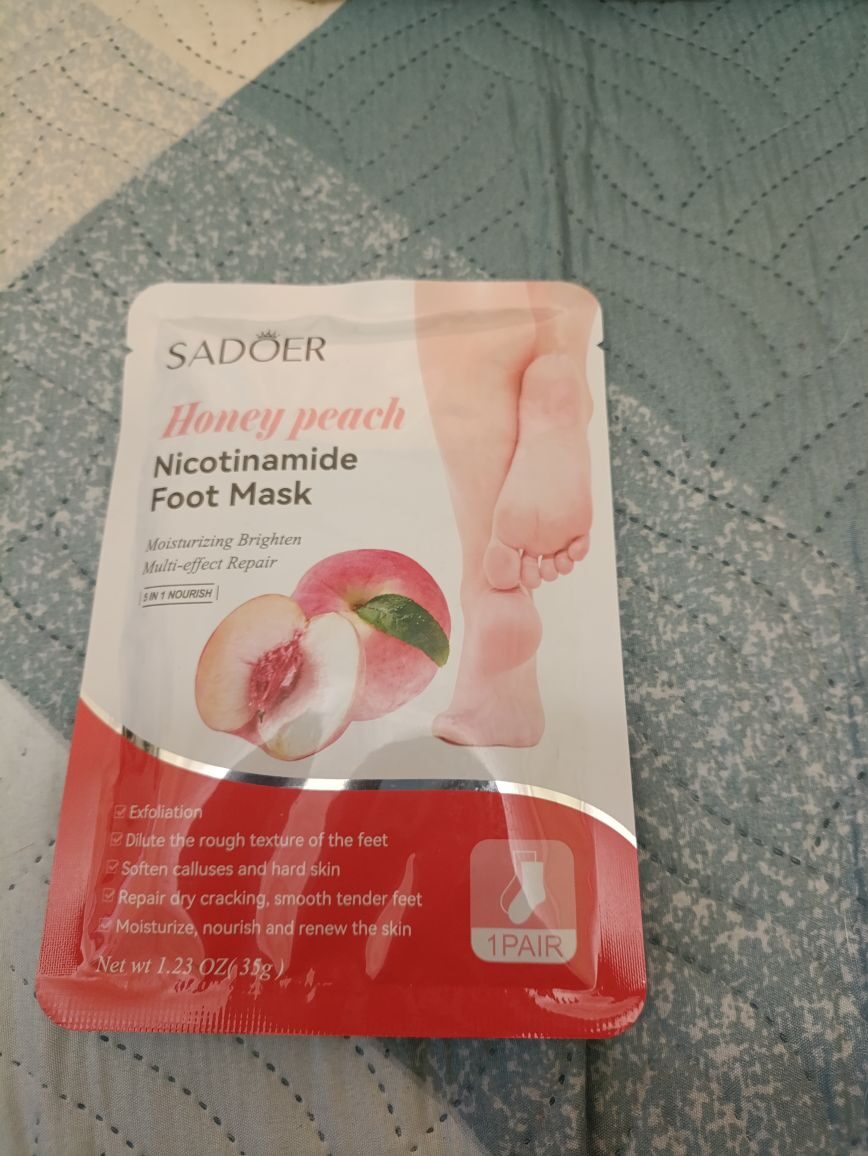 SADOER
Honey peach
Nicotinamide
Foot Mask
Moisturizing Brighten
Multi-effect Repair
5 IN 1 NOURISH
Exfoliation
Dilute the rough texture of the feet
Soften calluses and hard skin
Repair dry cracking, smooth tender feet
Moisturize, nourish and renew the skin
1PAIR
Net wt 1.23 OZ(35g)